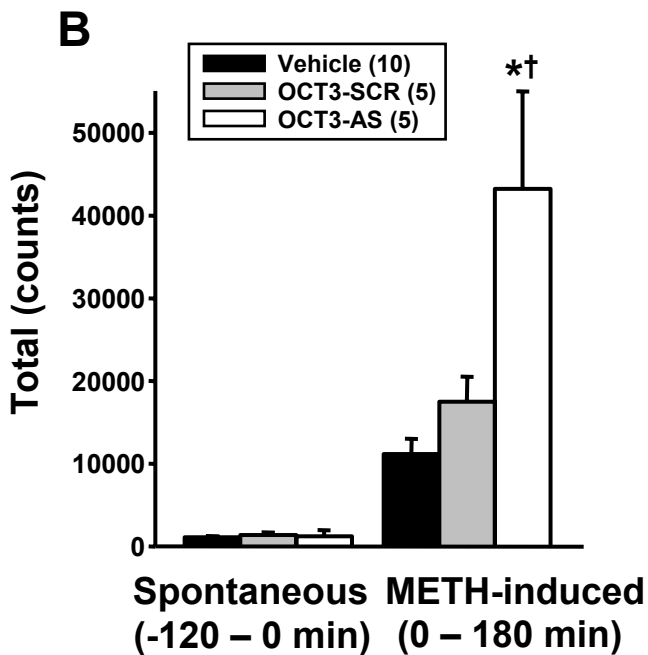 B
Vehicle (10)
OCT3-SCR (5)
OCT3-AS (5)
*†
Total (counts)
50000
40000
30000
20000
10000
0
Spontaneous METH-induced
(-120 – 0 min) (0 – 180 min)